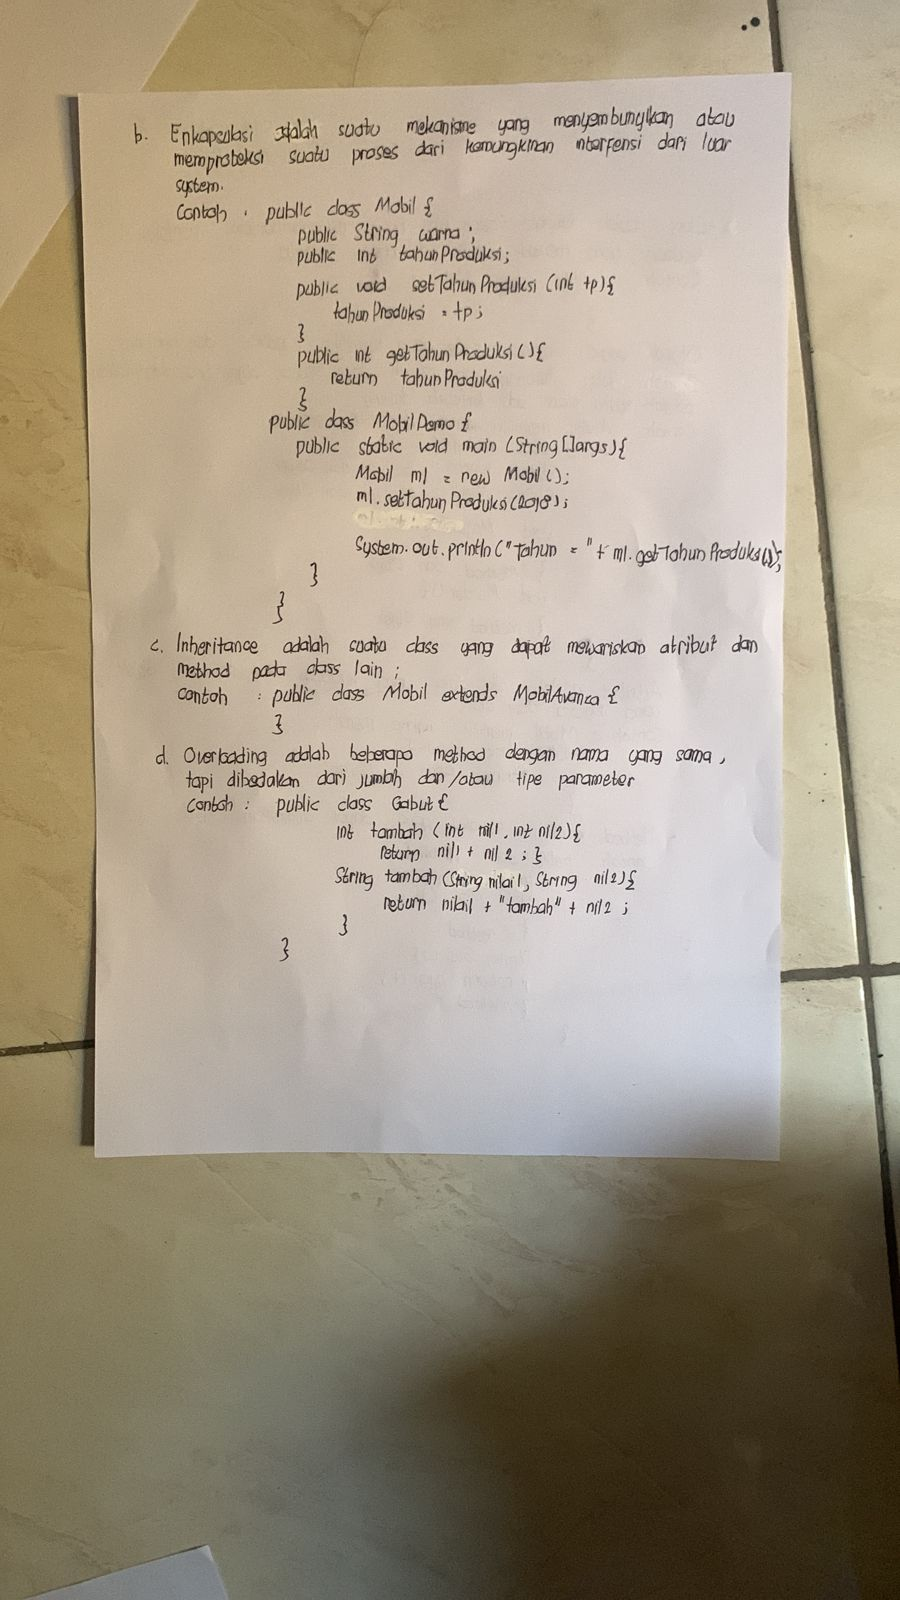 b. Enkapsulasi adalah suatu mekanisme yang menyembunyikan atau
memproteksi suatu proses dari kemungkinan interfensi dari luar
system.
Contoh : public class Mobil {
public String warna ;
public int tahunProduksi;
public void setTahunProduksi (int tp){
tahunProduksi = tp;
}
public int getTahunProduksi (){
return tahunProduksi
}
public class MobilDemo {
public static void main (String []args){
Mobil m1 = new Mobil ();
m1.setTahunProduksi (2018);
System.out.println (" Tahun = " + m1.getTahunProduksi());
}
}
c. Inheritance adalah suatu class yang dapat mewariskan atribut dan
method pada class lain ;
contoh : public class Mobil extends MobilAvanza {
}
d. Overloading adalah beberapa method dengan nama yang sama,
tapi dibedakan dari jumlah dan /atau tipe parameter
Contoh : public class Gabut {
int tambah (int nil1, int nil2){
return nil1 + nil 2 ; }
String tambah (String nilai1, String nil2){
return nilai1 + "tambah" + nil2 ;
}
}